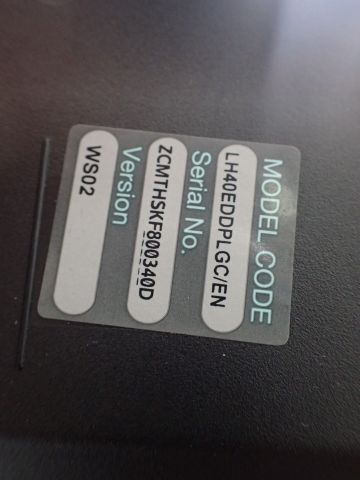 MODEL CODE
LH40EDDPLGC/EN
Serial No.
ZCMTHSKF800340D
Version
WS02